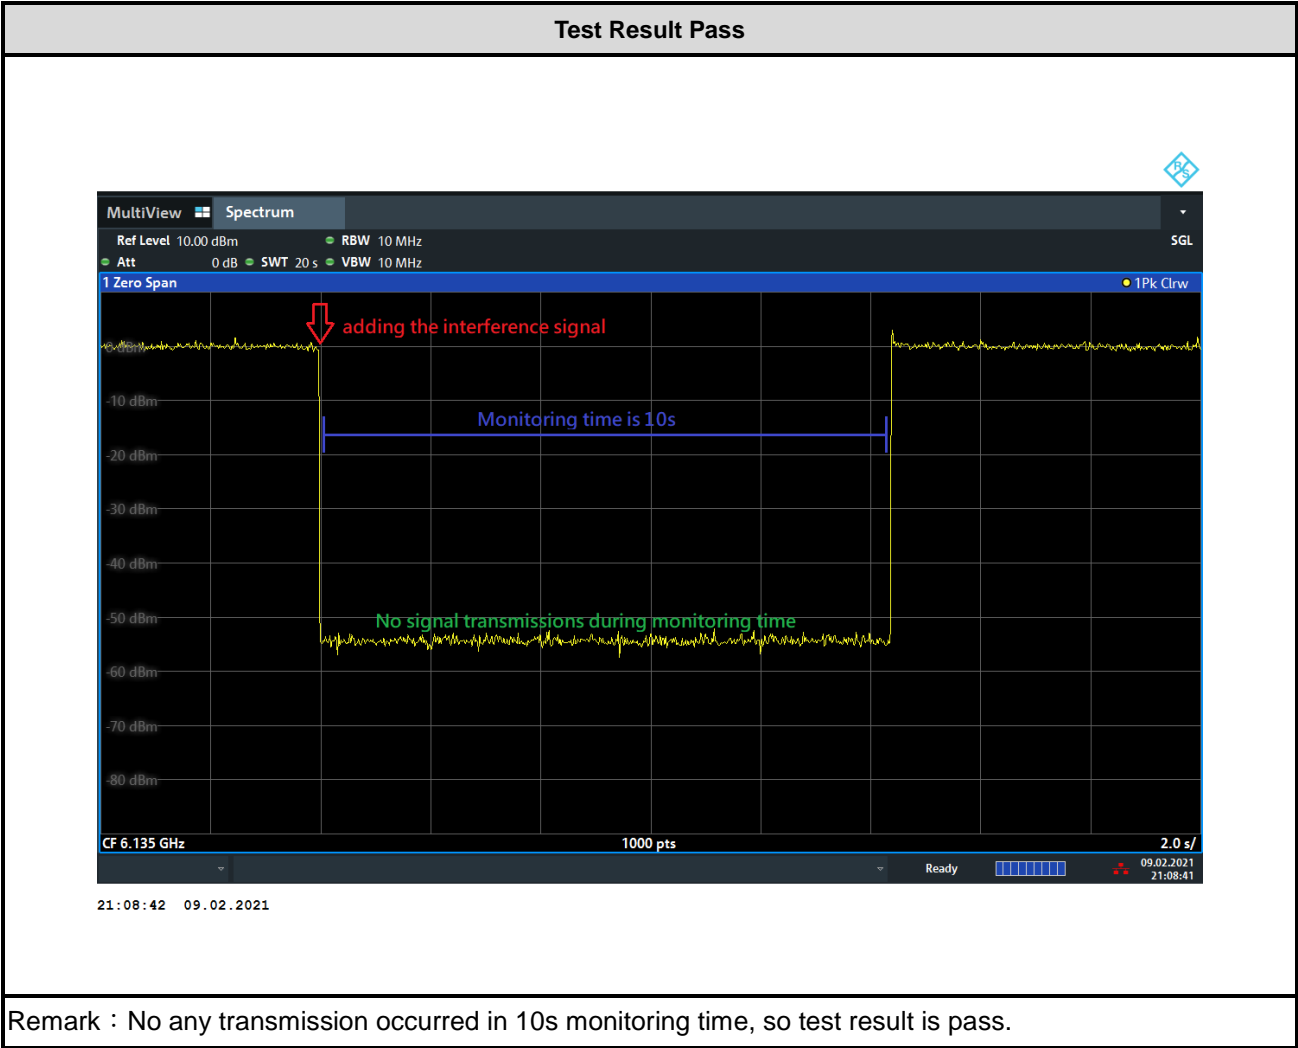 Test Result Pass
R S
MultiView Spectrum
Ref Level 10.00 dBm RBW 10 MHz SGL
Att 0 dB SWT 20 s VBW 10 MHz
1 Zero Span 1Pk Clrw
adding the interference signal
0 dBm
-10 dBm
Monitoring time is 10s
-20 dBm
-30 dBm
-40 dBm
-50 dBm
No signal transmissions during monitoring time
-60 dBm
-70 dBm
-80 dBm
CF 6.135 GHz 1000 pts 2.0 s/
Ready 09.02.2021
21:08:41
21:08:42 09.02.2021
Remark：No any transmission occurred in 10s monitoring time, so test result is pass.